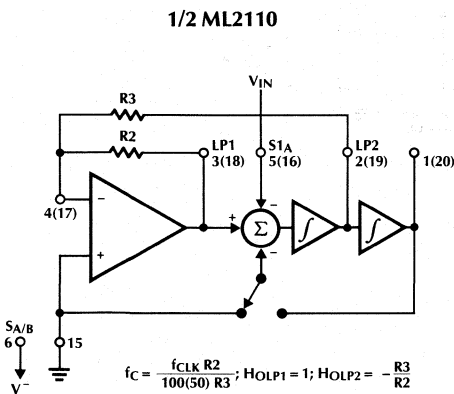 1/2 ML2110
VIN
R3
R2
LP1
3(18)
S1A
5(16)
LP2
2(19)
1(20)
4(17)
−
+
+
−
Σ
−
∫
∫
SA/B
6
15
V−
fC = fCLK R2 / 100(50) R3 ; HOLP1 = 1; HOLP2 = − R3 / R2